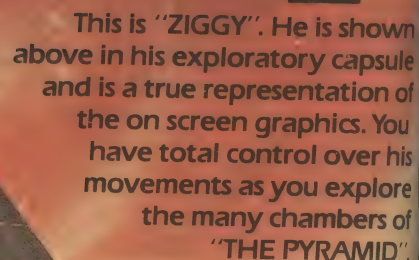 This is "ZIGGY". He is shown
above in his exploratory capsule
and is a true representation of
the on screen graphics. You
have total control over his
movements as you explore
the many chambers of
"THE PYRAMID".